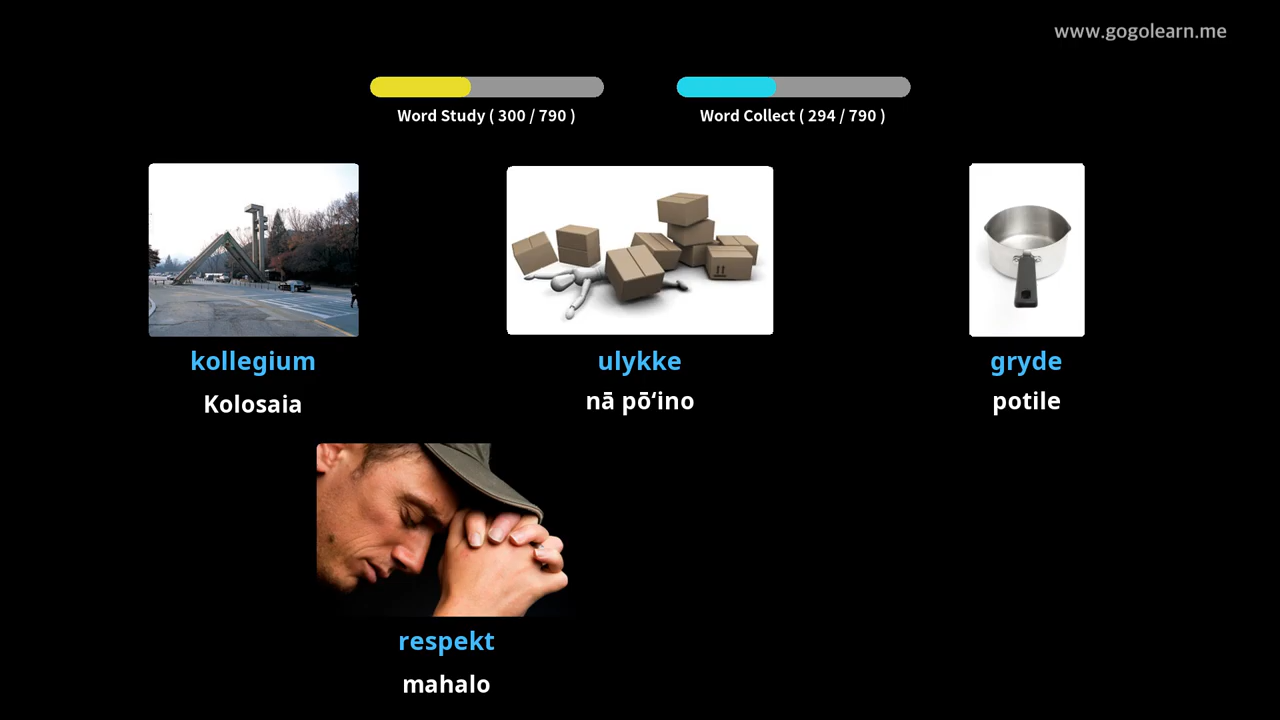 www.gogolearn.me
Word Study ( 300 / 790 )
Word Collect ( 294 / 790 )
kollegium
Kolosaia
ulykke
nā pōʻino
gryde
potile
respekt
mahalo